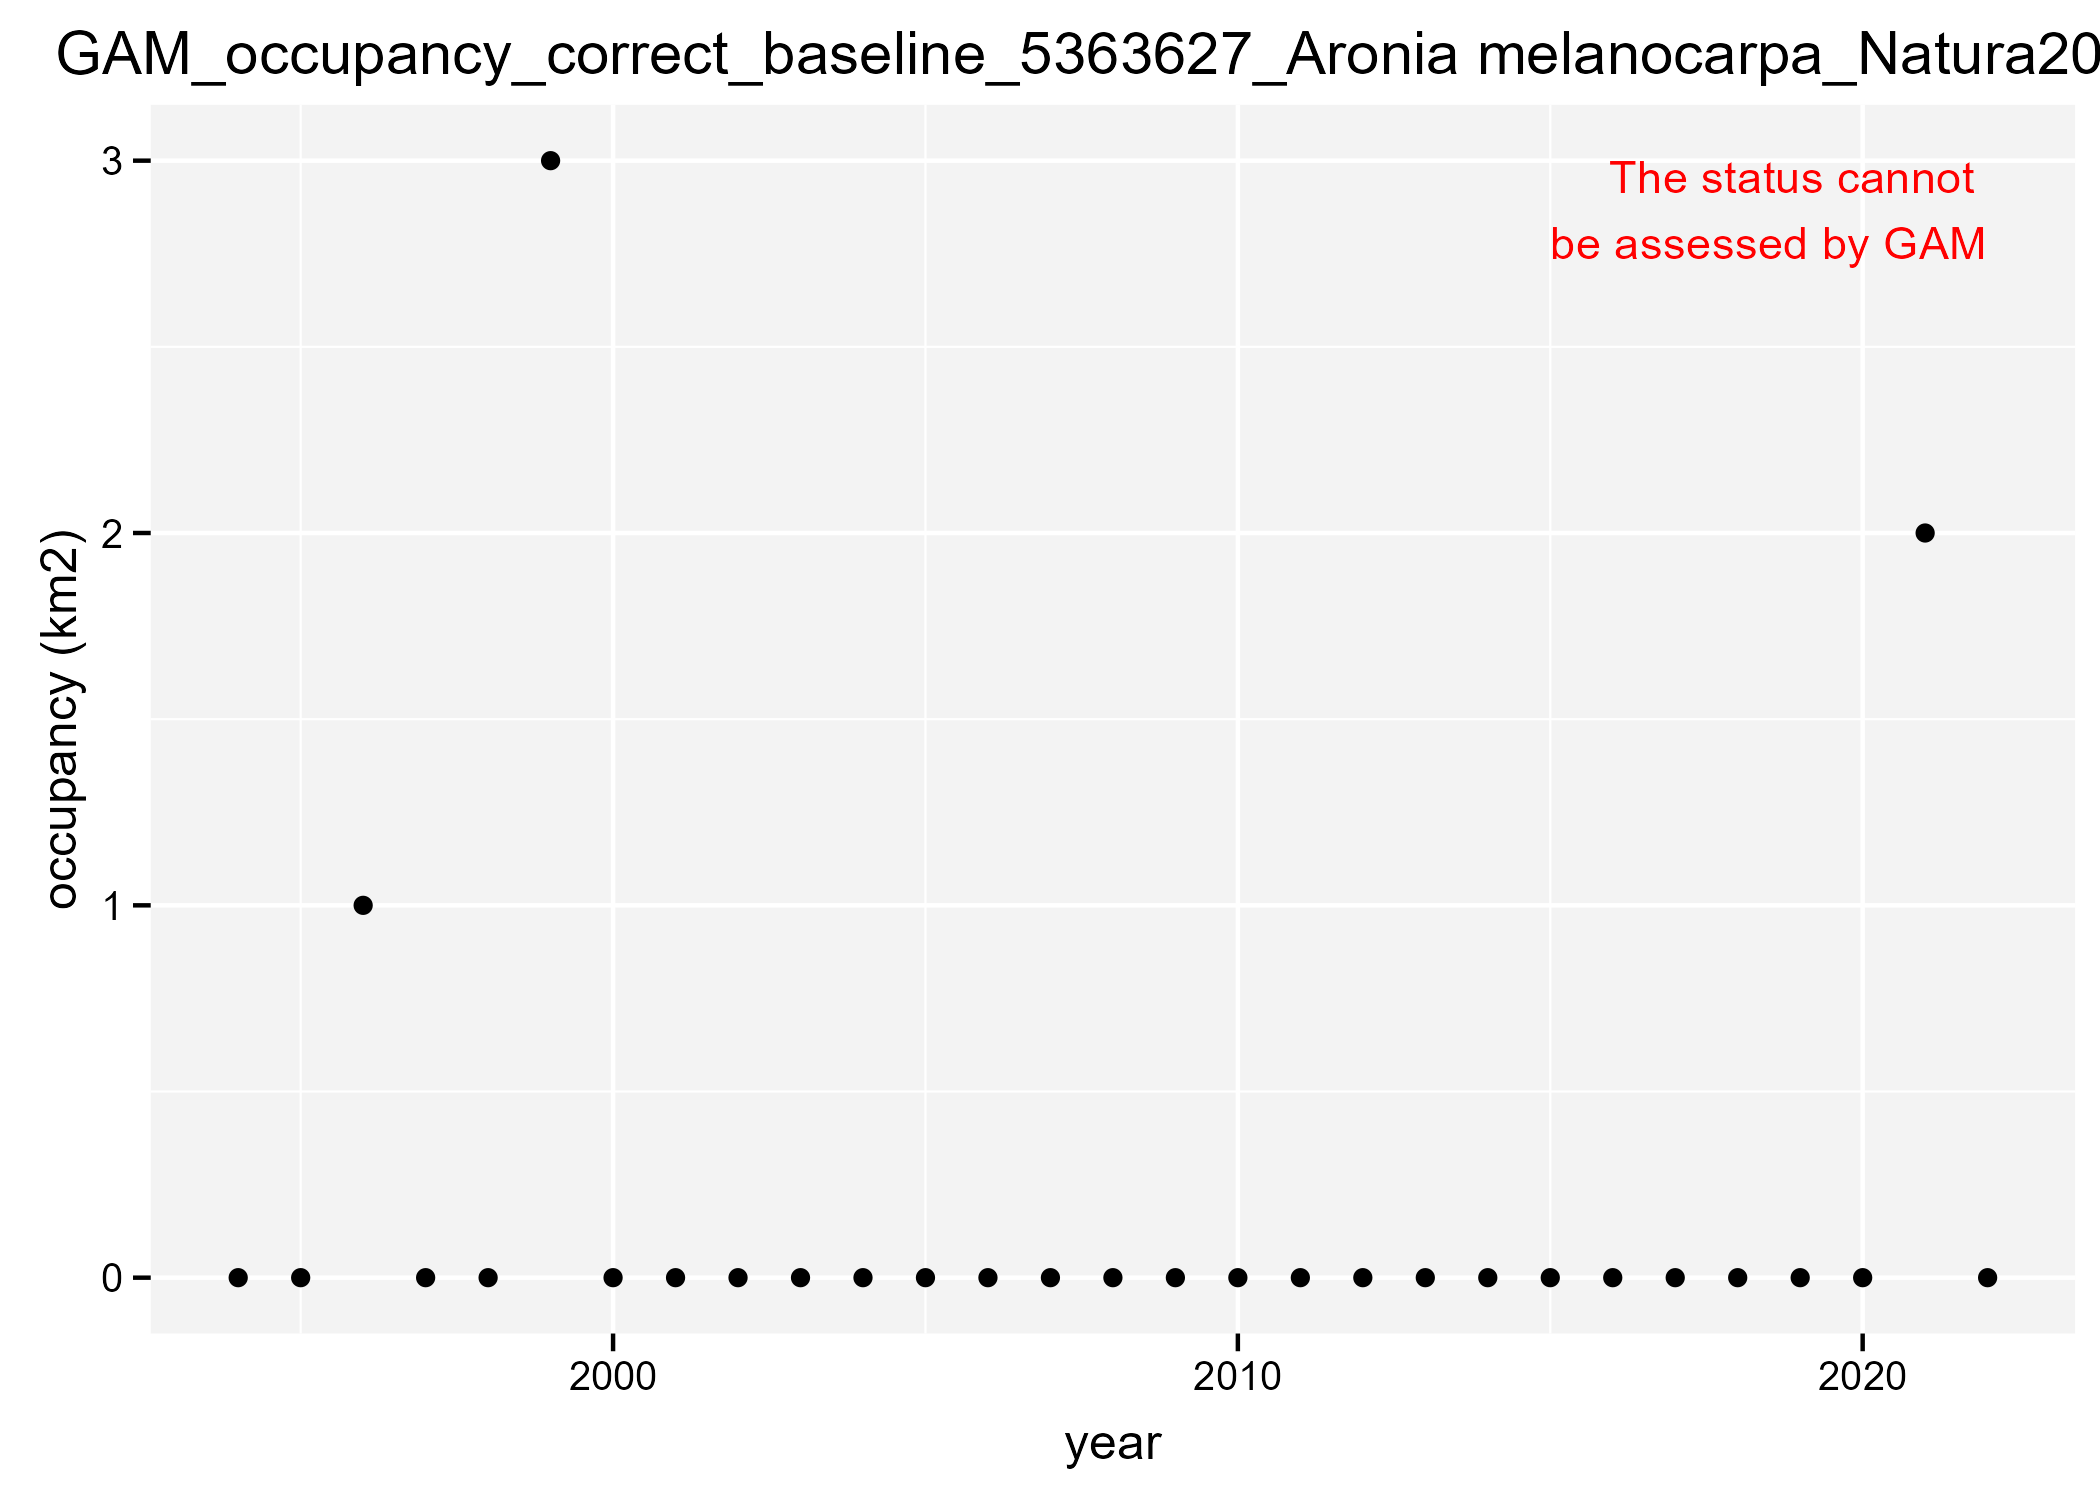 GAM_occupancy_correct_baseline_5363627_Aronia melanocarpa_Natura20
The status cannot
be assessed by GAM
3
2
1
0
occupancy (km2)
2000 2010 2020
year